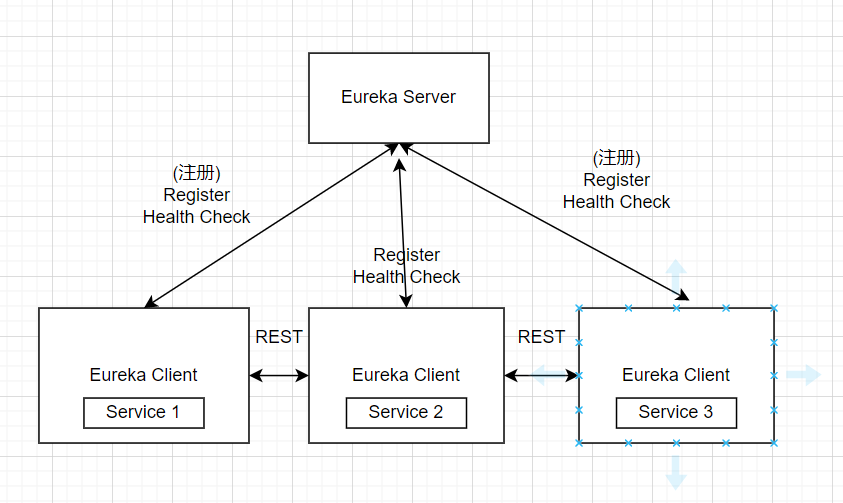 Eureka Server
(注册)
Register
Health Check
(注册)
Register
Health Check
Register
Health Check
REST
REST
Eureka Client
Service 1
Eureka Client
Service 2
Eureka Client
Service 3